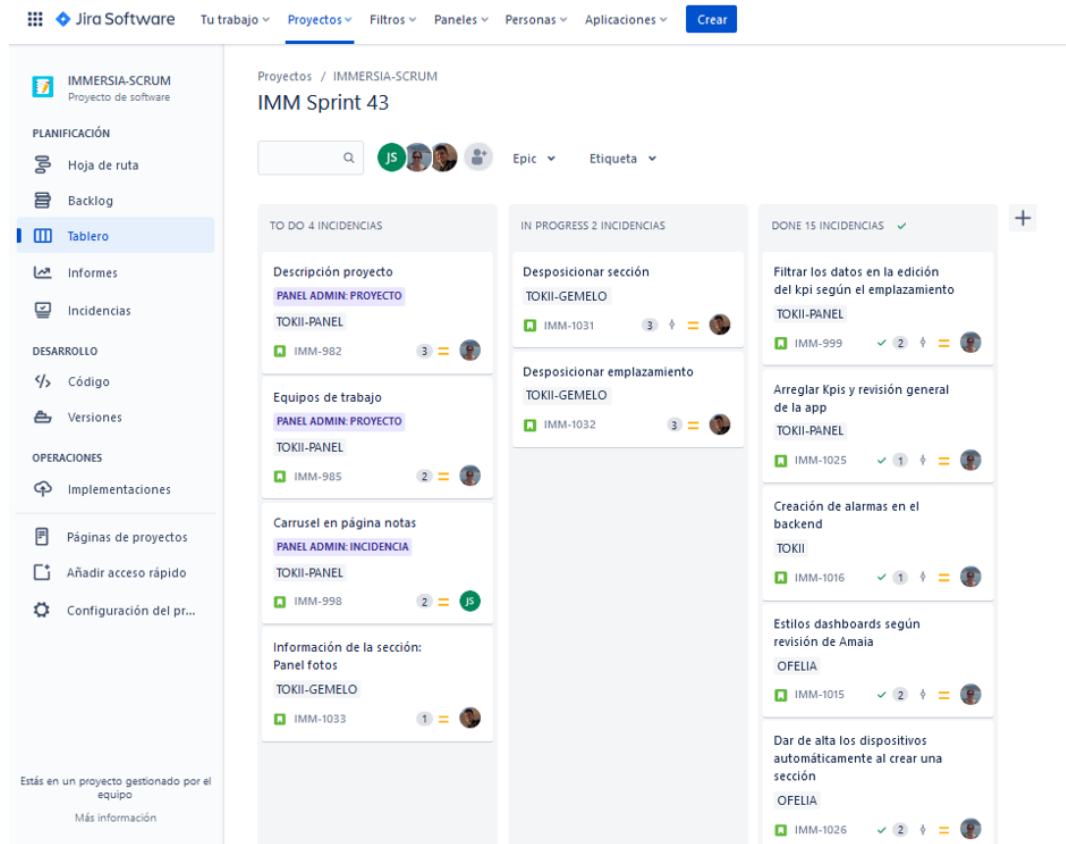 Jira Software
Tu trabajo
Proyectos
Filtros
Paneles
Personas
Aplicaciones
Crear
IMMERSIA-SCRUM
Proyecto de software
PLANIFICACIÓN
Hoja de ruta
Backlog
Tablero
Informes
Incidencias
DESARROLLO
Código
Versiones
OPERACIONES
Implementaciones
Páginas de proyectos
Añadir acceso rápido
Configuración del pr...
Estás en un proyecto gestionado por el
equipo
Más información
Proyectos / IMMERSIA-SCRUM
IMM Sprint 43
JS
Epic
Etiqueta
TO DO 4 INCIDENCIAS
Descripción proyecto
PANEL ADMIN: PROYECTO
TOKII-PANEL
IMM-982 3
Equipos de trabajo
PANEL ADMIN: PROYECTO
TOKII-PANEL
IMM-985 2
Carrusel en página notas
PANEL ADMIN: INCIDENCIA
TOKII-PANEL
IMM-998 2 JS
Información de la sección:
Panel fotos
TOKII-GEMELO
IMM-1033 1
IN PROGRESS 2 INCIDENCIAS
Desposicionar sección
TOKII-GEMELO
IMM-1031 3
Desposicionar emplazamiento
TOKII-GEMELO
IMM-1032 3
DONE 15 INCIDENCIAS
Filtrar los datos en la edición
del kpi según el emplazamiento
TOKII-PANEL
IMM-999 2
Arreglar Kpis y revisión general
de la app
TOKII-PANEL
IMM-1025 1
Creación de alarmas en el
backend
TOKII
IMM-1016 1
Estilos dashboards según
revisión de Amaia
OFELIA
IMM-1015 2
Dar de alta los dispositivos
automáticamente al crear una
sección
OFELIA
IMM-1026 2